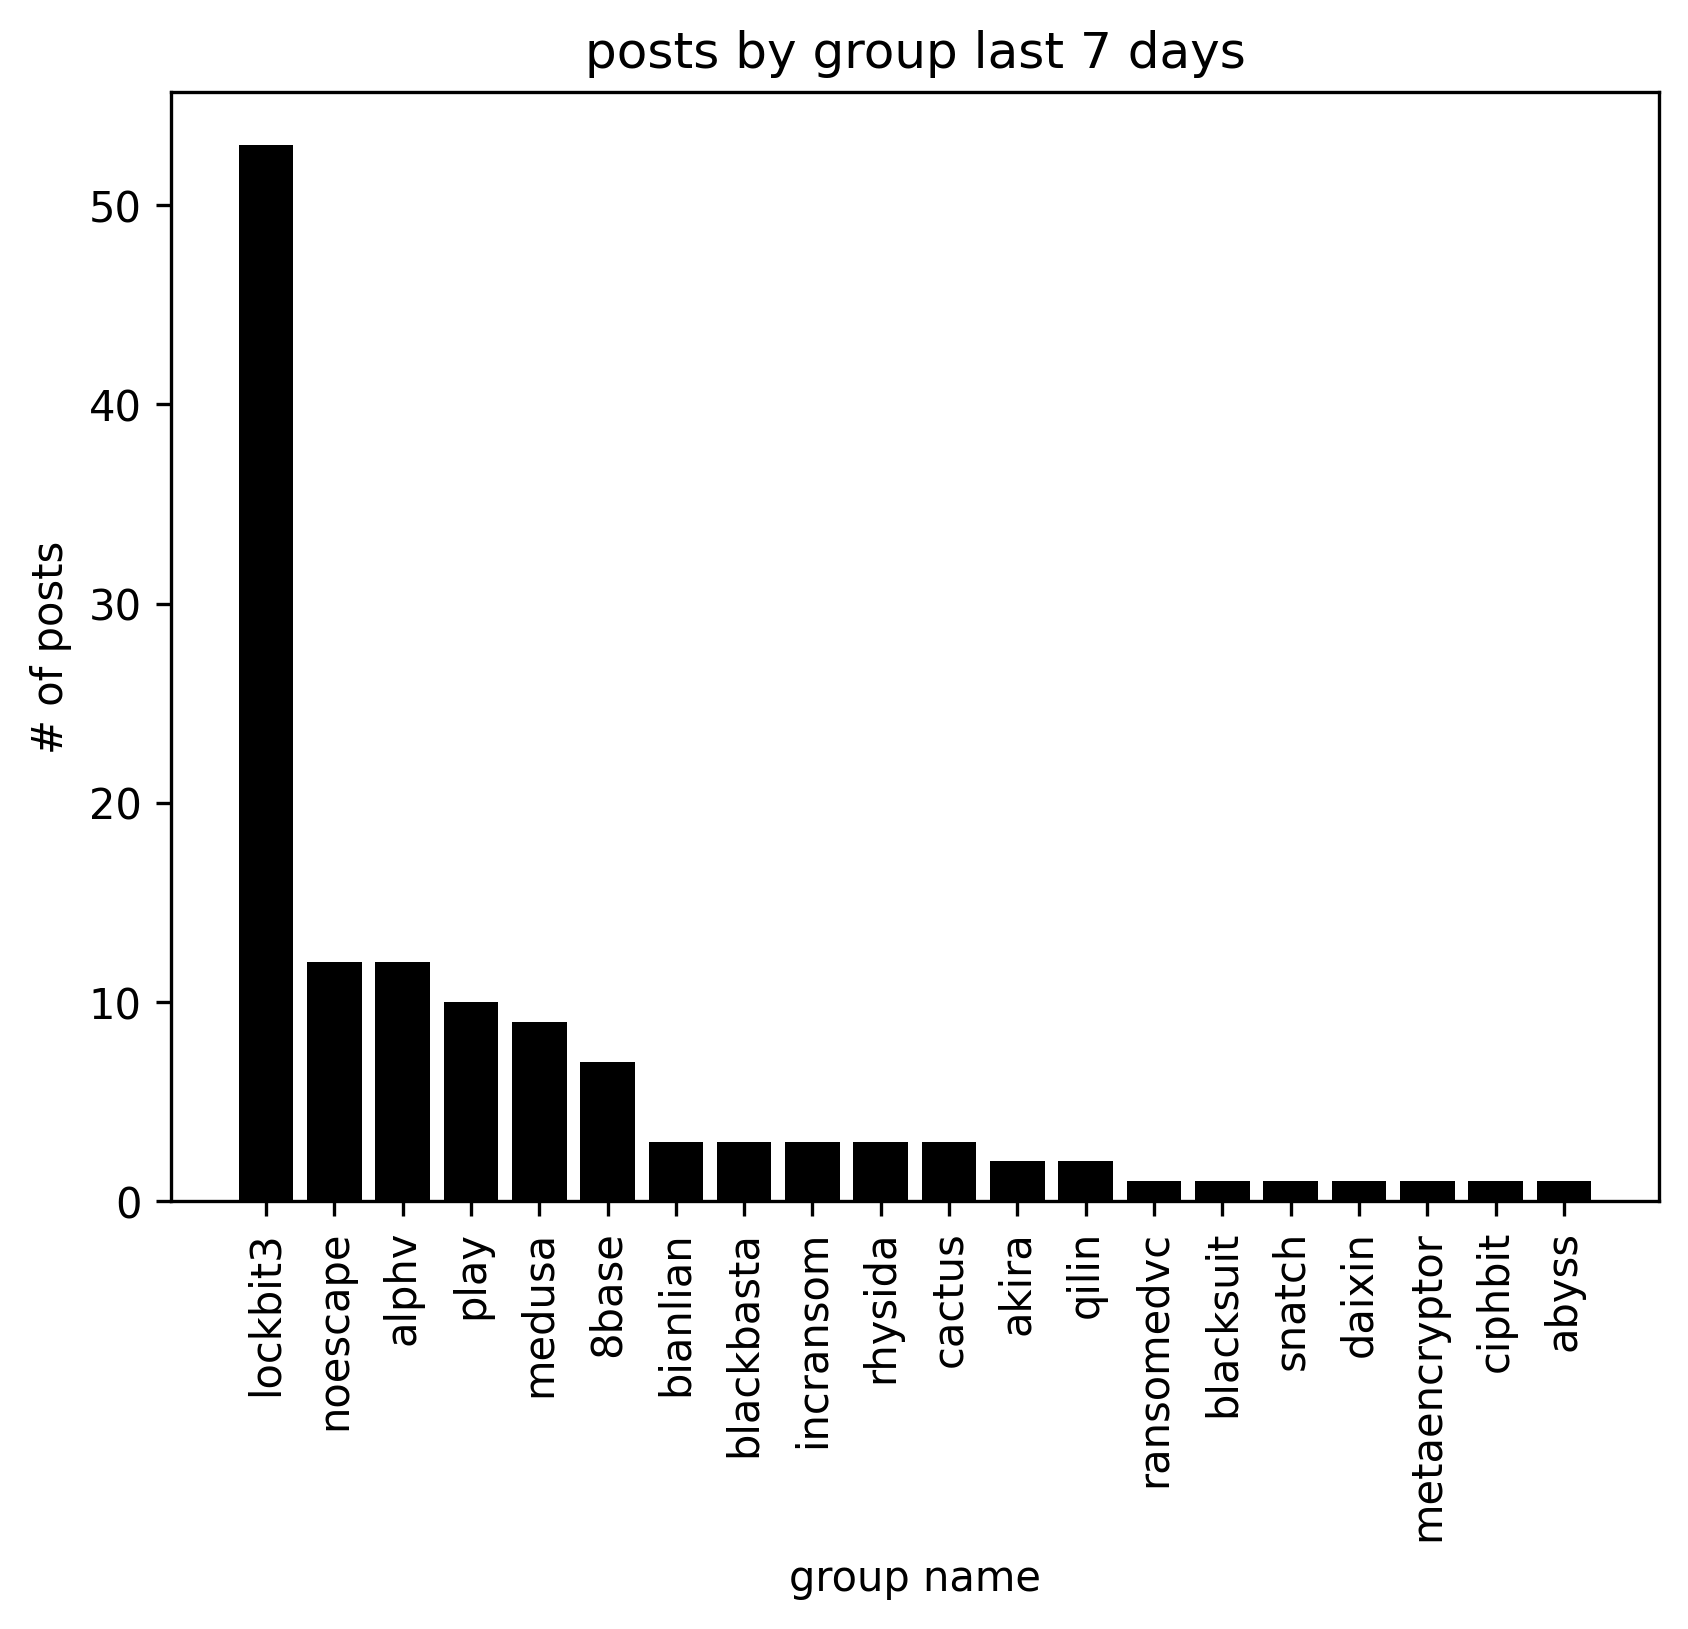 posts by group last 7 days
# of posts
50
40
30
20
10
0
lockbit3
noescape
alphv
play
medusa
8base
bianlian
blackbasta
incransom
rhysida
cactus
akira
qilin
ransomedvc
blacksuit
snatch
daixin
metaencryptor
ciphbit
abyss
group name